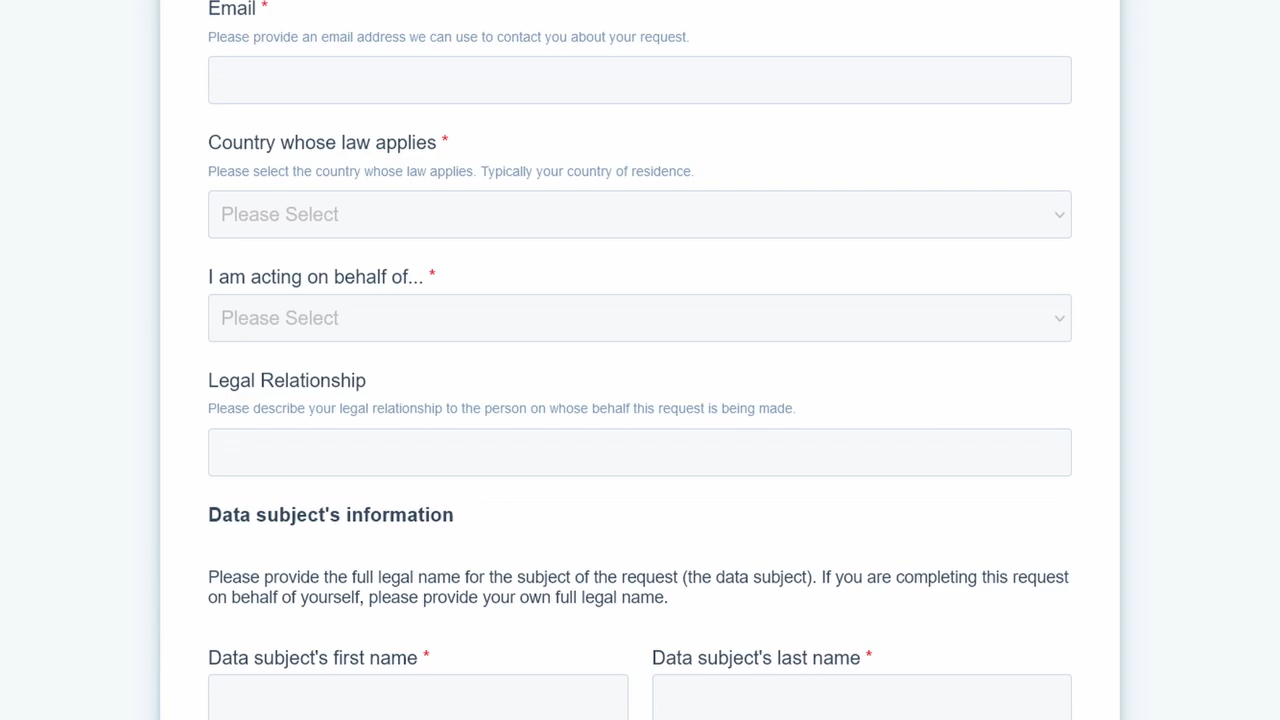 Email *
Please provide an email address we can use to contact you about your request.
Country whose law applies *
Please select the country whose law applies. Typically your country of residence.
Please Select
I am acting on behalf of... *
Please Select
Legal Relationship
Please describe your legal relationship to the person on whose behalf this request is being made.
Data subject's information
Please provide the full legal name for the subject of the request (the data subject). If you are completing this request
on behalf of yourself, please provide your own full legal name.
Data subject's first name *
Data subject's last name *